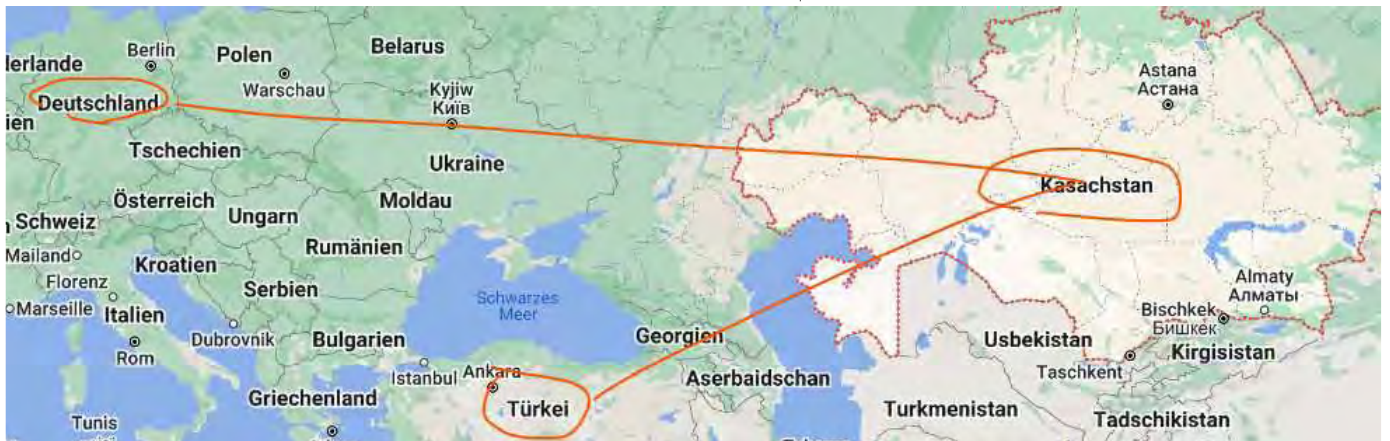 Berlin
Polen
Belarus
derlande
Astana
Астана
Warschau
Kyjiw
Київ
Deutschland
ien
Tschechien
Ukraine
Kasachstan
Österreich
Moldau
Ungarn
Schweiz
Rumänien
Mailand
Kroatien
Florenz
Serbien
Almaty
Алматы
Schwarzes
Meer
Marseille
Italien
Bischkek
Бишкек
Dubrovnik
Bulgarien
Georgien
Usbekistan
Rom
Kirgisistan
Istanbul
Ankara
Aserbaidschan
Taschkent
Griechenland
Türkei
Turkmenistan
Tadschikistan
Tunis